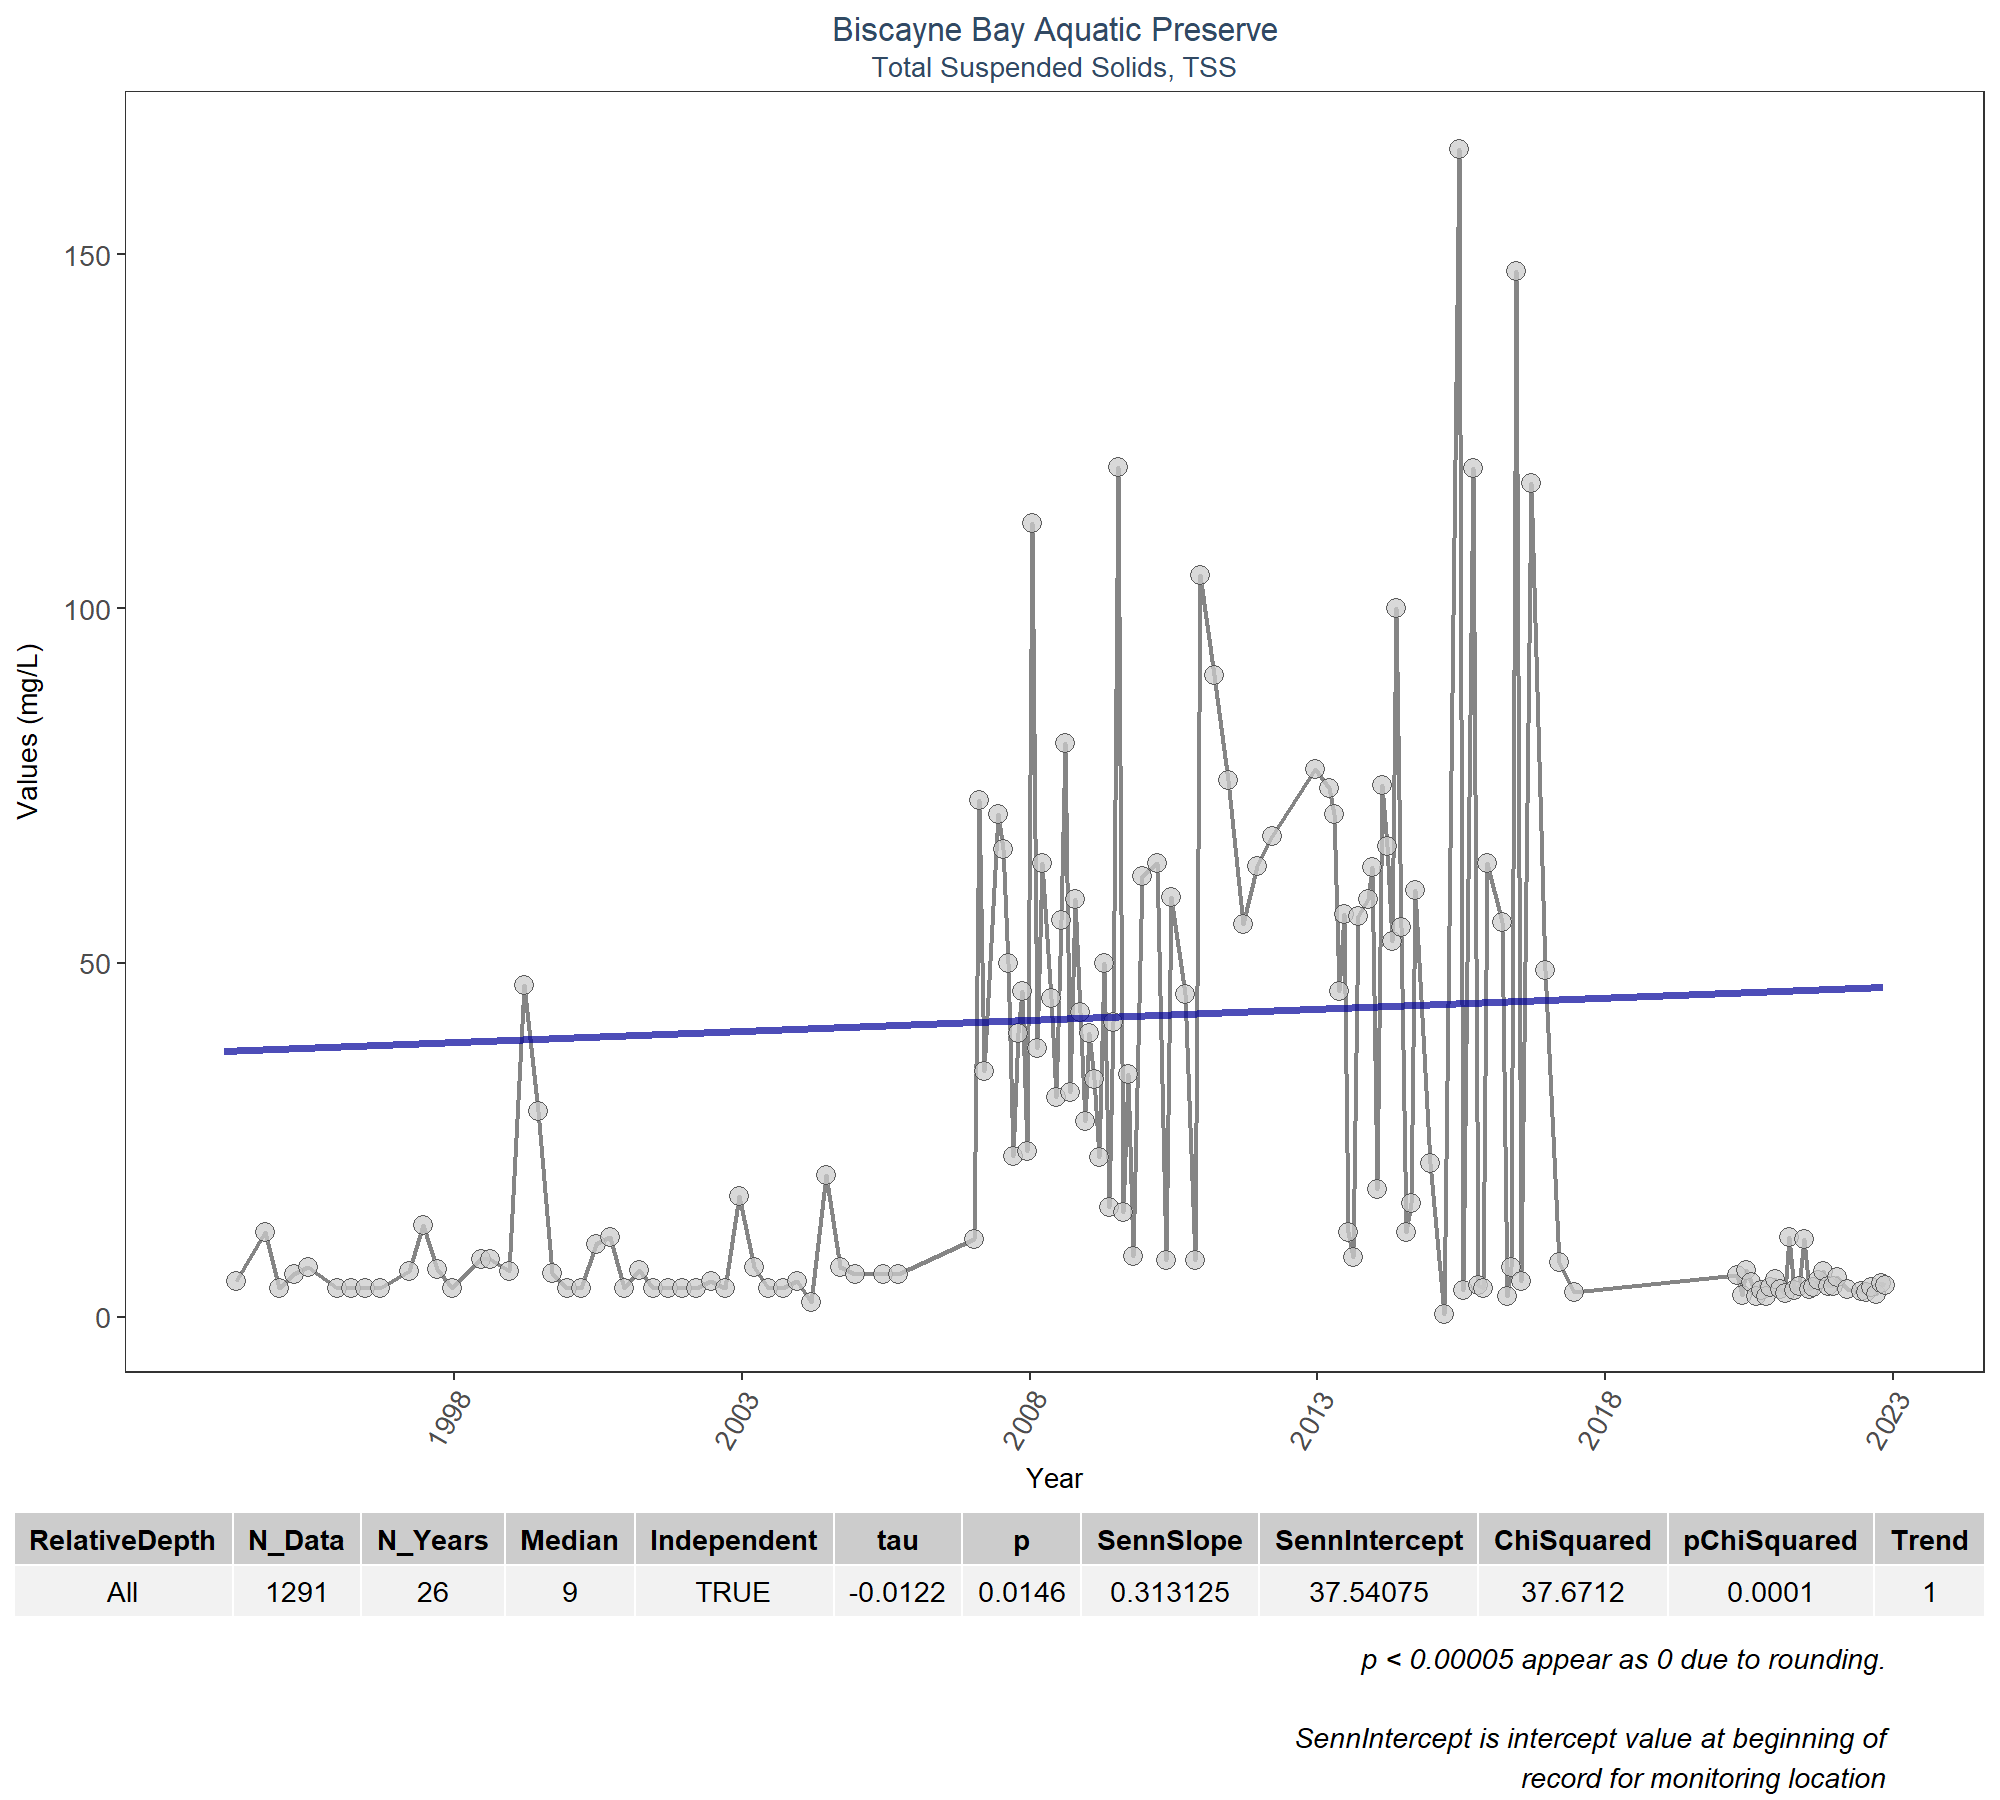 Biscayne Bay Aquatic Preserve
Total Suspended Solids, TSS
Values (mg/L)
150
100
50
0
1998 2003 2008 2013 2018 2023
Year
RelativeDepth N_Data N_Years Median Independent tau p SennSlope SennIntercept ChiSquared pChiSquared Trend
All 1291 26 9 TRUE -0.0122 0.0146 0.313125 37.54075 37.6712 0.0001 1
p < 0.00005 appear as 0 due to rounding.
SennIntercept is intercept value at beginning of
record for monitoring location